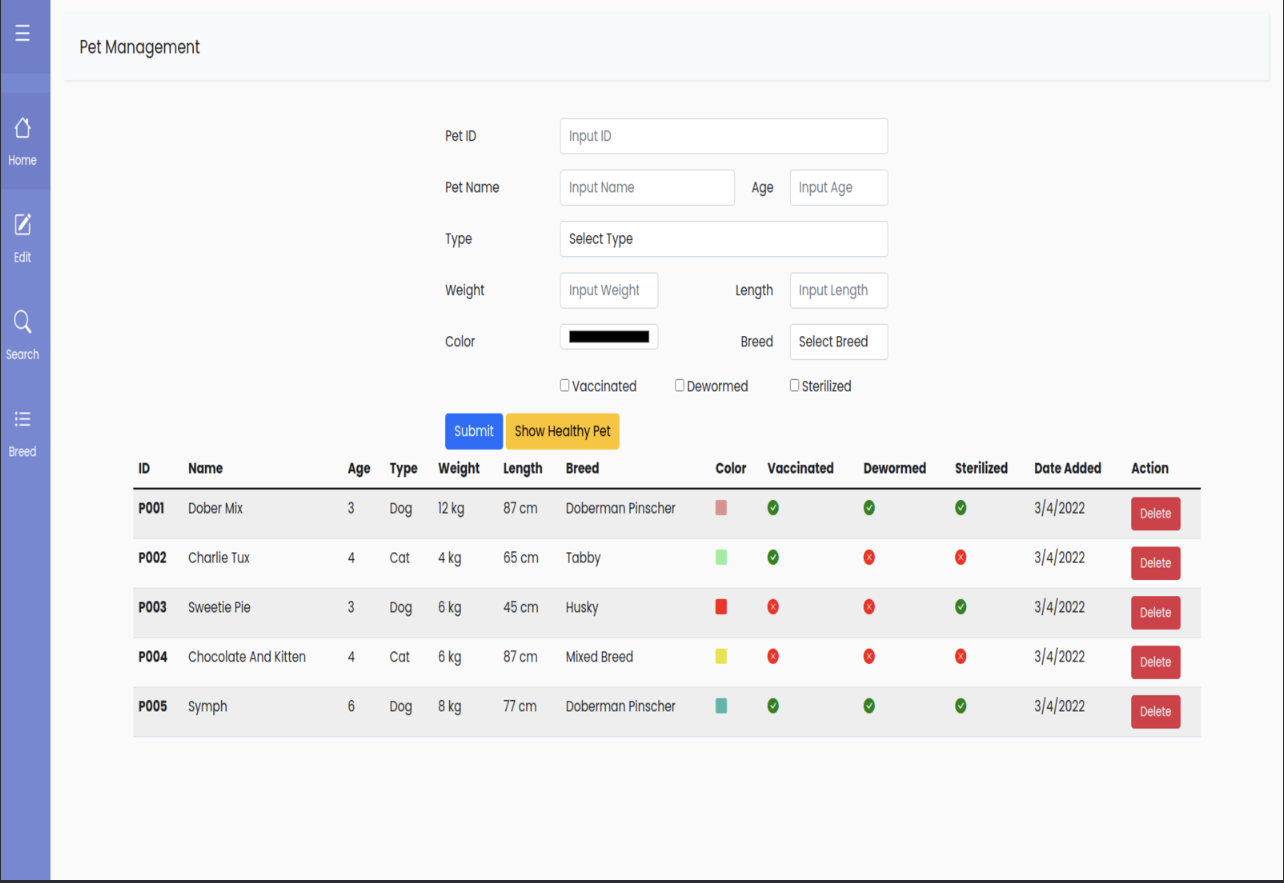 Pet Management
Home
Edit
Search
Breed
Pet ID Input ID
Pet Name Input Name Age Input Age
Type Select Type
Weight Input Weight Length Input Length
Color Breed Select Breed
Vaccinated Dewormed Sterilized
Submit Show Healthy Pet
ID Name Age Type Weight Length Breed Color Vaccinated Dewormed Sterilized Date Added Action
P001 Dober Mix 3 Dog 12 kg 87 cm Doberman Pinscher 3/4/2022 Delete
P002 Charlie Tux 4 Cat 4 kg 65 cm Tabby 3/4/2022 Delete
P003 Sweetie Pie 3 Dog 6 kg 45 cm Husky 3/4/2022 Delete
P004 Chocolate And Kitten 4 Cat 6 kg 87 cm Mixed Breed 3/4/2022 Delete
P005 Symph 6 Dog 8 kg 77 cm Doberman Pinscher 3/4/2022 Delete